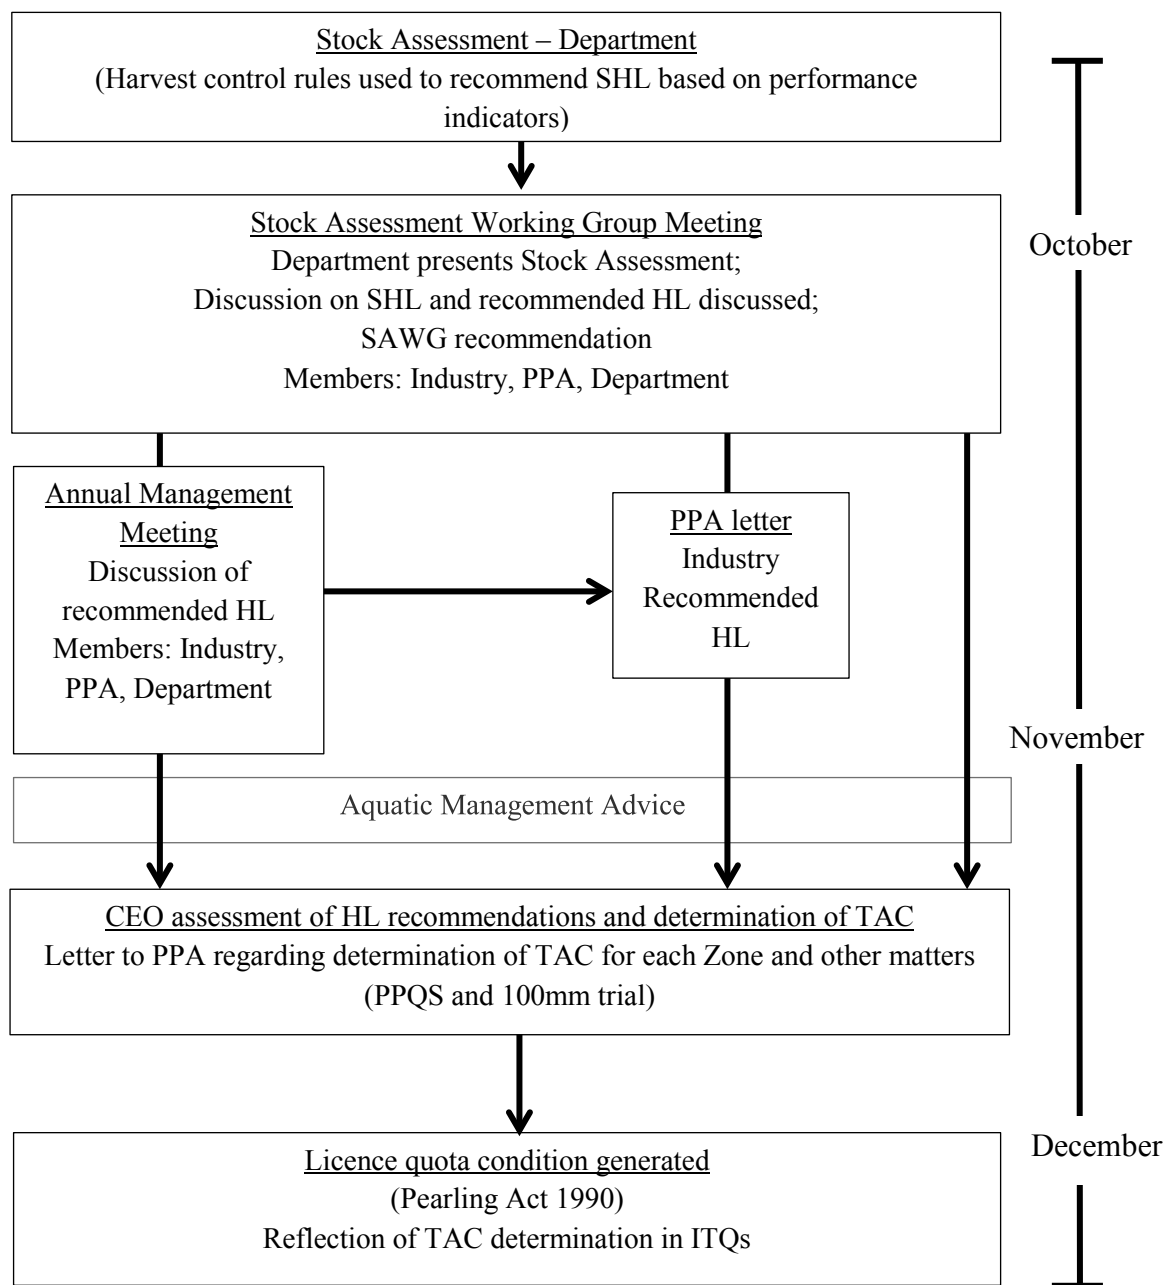 Stock Assessment – Department
(Harvest control rules used to recommend SHL based on performance
indicators)
Stock Assessment Working Group Meeting
Department presents Stock Assessment;
Discussion on SHL and recommended HL discussed;
SAWG recommendation
Members: Industry, PPA, Department
October
Annual Management
Meeting
Discussion of
recommended HL
Members: Industry,
PPA, Department
PPA letter
Industry
Recommended
HL
November
Aquatic Management Advice
CEO assessment of HL recommendations and determination of TAC
Letter to PPA regarding determination of TAC for each Zone and other matters
(PPQS and 100mm trial)
December
Licence quota condition generated
(Pearling Act 1990)
Reflection of TAC determination in ITQs